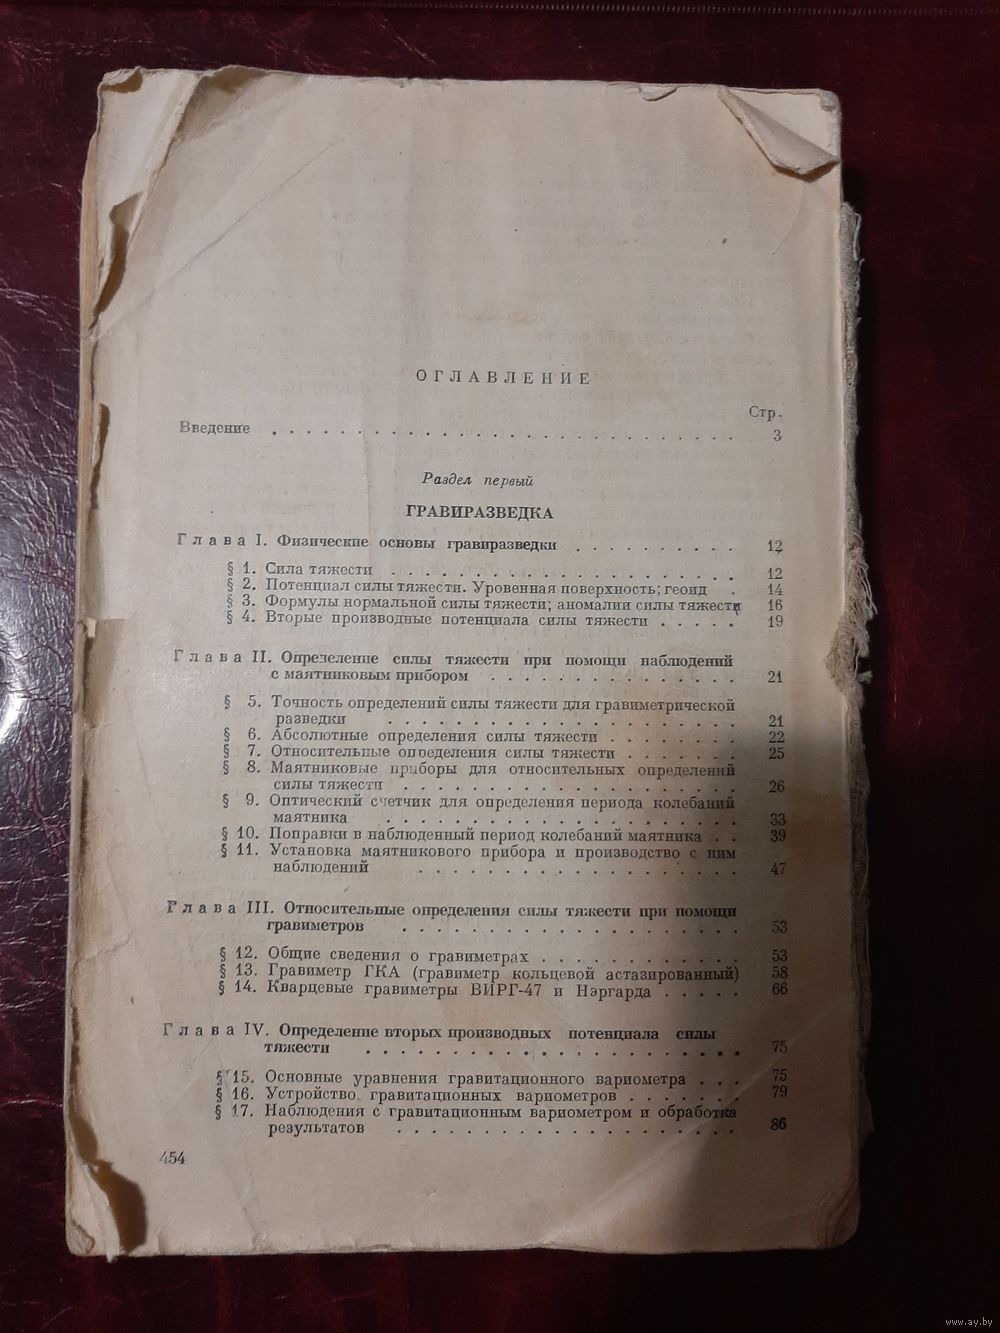 ОГЛАВЛЕНИЕ
Стр.
Введение . . . . . . . . . . . . . . . . . . . . . . . . . . . 3
Раздел первый
ГРАВИРАЗВЕДКА
Глава I. Физические основы гравиразведки . . . . . . . . . . 12
§ 1. Сила тяжести . . . . . . . . . . . . . . . . . . . . 12
§ 2. Потенциал силы тяжести. Уровенная поверхность; геоид . 14
§ 3. Формулы нормальной силы тяжести; аномалии силы тяжести 16
§ 4. Вторые производные потенциала силы тяжести . . . . . 19
Глава II. Определение силы тяжести при помощи наблюдений
с маятниковым прибором . . . . . . . . . . . . . . . 21
§ 5. Точность определений силы тяжести для гравиметрической
разведки . . . . . . . . . . . . . . . . . . . . . 21
§ 6. Абсолютные определения силы тяжести . . . . . . . . 22
§ 7. Относительные определения силы тяжести . . . . . . . 25
§ 8. Маятниковые приборы для относительных определений
силы тяжести . . . . . . . . . . . . . . . . . . . . 26
§ 9. Оптический счетчик для определения периода колебаний
маятника . . . . . . . . . . . . . . . . . . . . . 33
§ 10. Поправки в наблюденный период колебаний маятника . . 39
§ 11. Установка маятникового прибора и производство с ним
наблюдений . . . . . . . . . . . . . . . . . . . 47
Глава III. Относительные определения силы тяжести при помощи
гравиметров . . . . . . . . . . . . . . . . . . . . 53
§ 12. Общие сведения о гравиметрах . . . . . . . . . . . . 53
§ 13. Гравиметр ГКА (гравиметр кольцевой астазированный) 58
§ 14. Кварцевые гравиметры ВИРГ-47 и Нэргарда . . . . . 66
Глава IV. Определение вторых производных потенциала силы
тяжести . . . . . . . . . . . . . . . . . . . . . 75
§ 15. Основные уравнения гравитационного вариометра . . . 75
§ 16. Устройство гравитационных вариометров . . . . . . . 79
§ 17. Наблюдения с гравитационным вариометром и обработка
результатов . . . . . . . . . . . . . . . . . . . . 86
454
www.ay.by